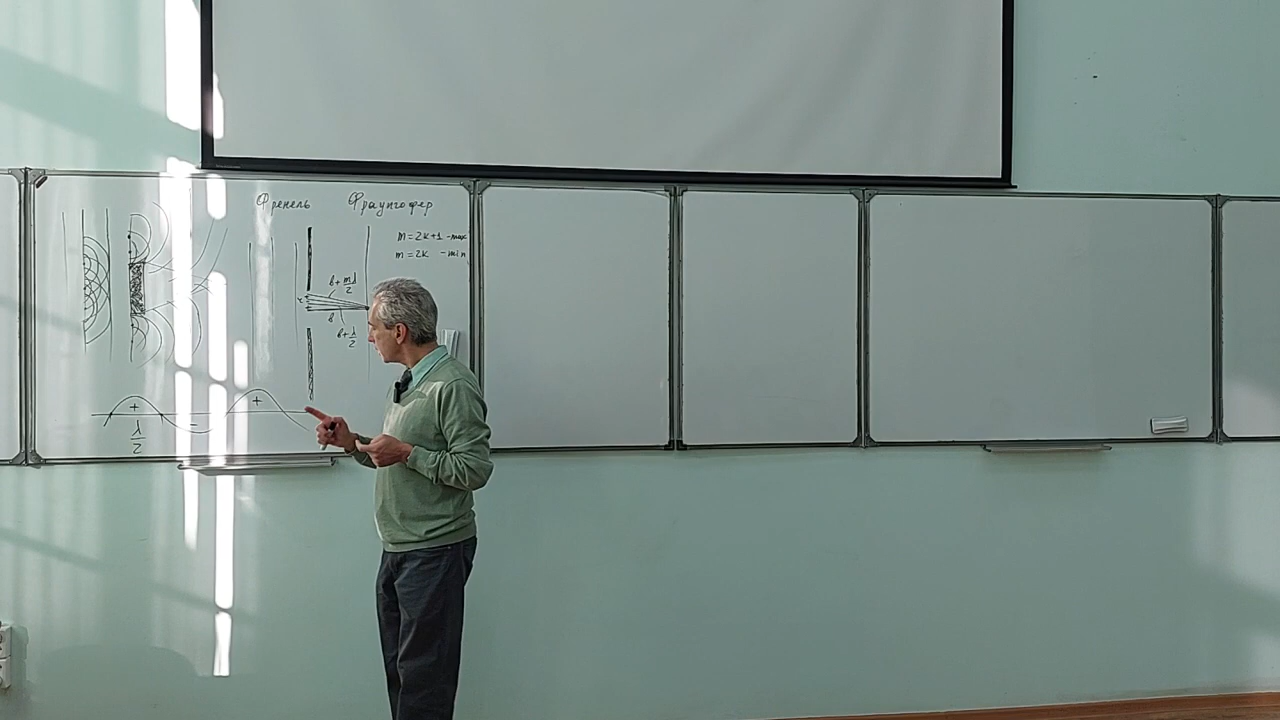 Френель Фраунгофер
m=2k+1 -max
m=2k -min
b+mλ/2
b
b+λ/2
+ - +
λ/2